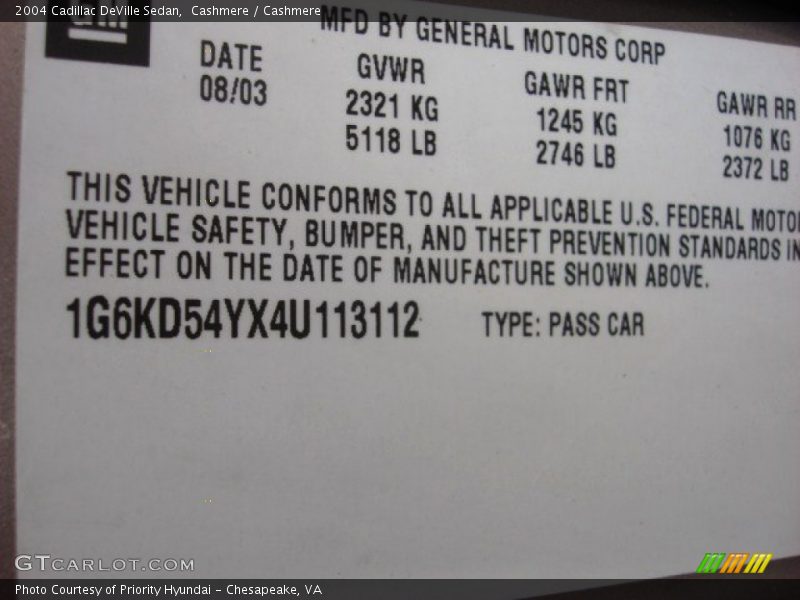 2004 Cadillac DeVille Sedan, Cashmere / Cashmere
GM
MFD BY GENERAL MOTORS CORP
DATE
08/03
GVWR
2321 KG
5118 LB
GAWR FRT
1245 KG
2746 LB
GAWR RR
1076 KG
2372 LB
THIS VEHICLE CONFORMS TO ALL APPLICABLE U.S. FEDERAL MOTO
VEHICLE SAFETY, BUMPER, AND THEFT PREVENTION STANDARDS IN
EFFECT ON THE DATE OF MANUFACTURE SHOWN ABOVE.
1G6KD54YX4U113112 TYPE: PASS CAR
GTCARLOT.COM
Photo Courtesy of Priority Hyundai - Chesapeake, VA